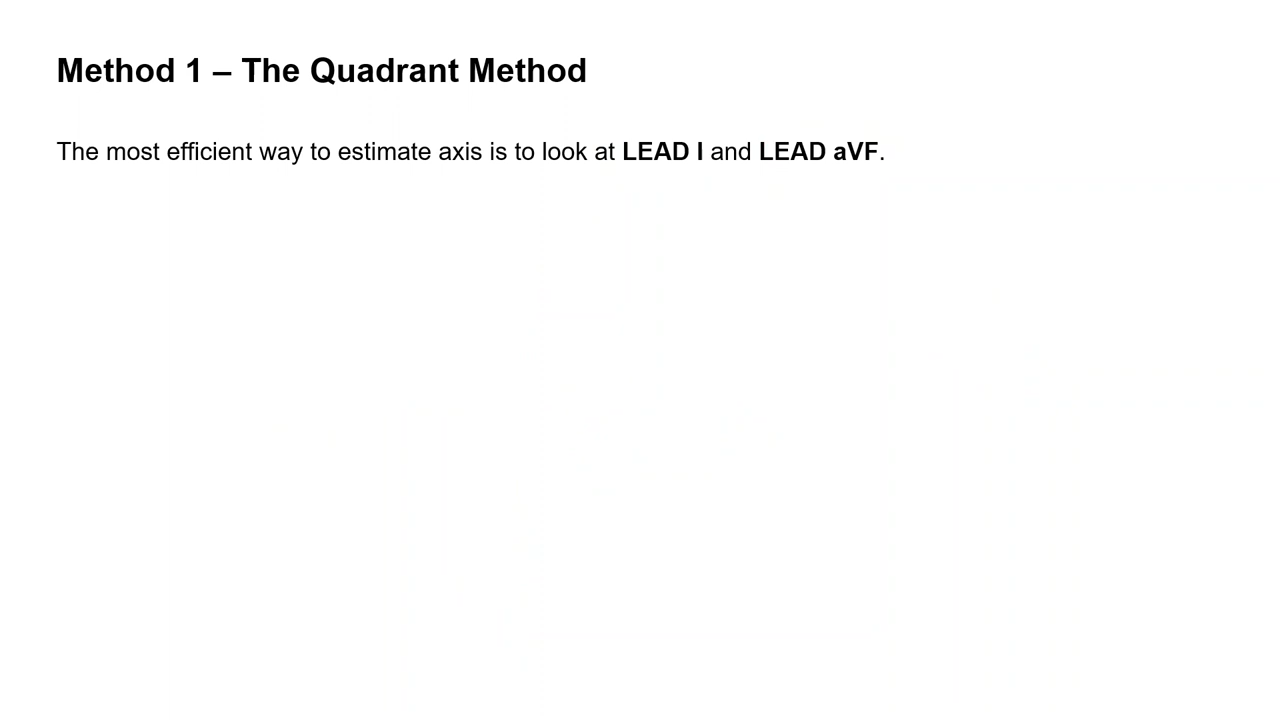 Method 1 – The Quadrant Method
The most efficient way to estimate axis is to look at LEAD I and LEAD aVF.